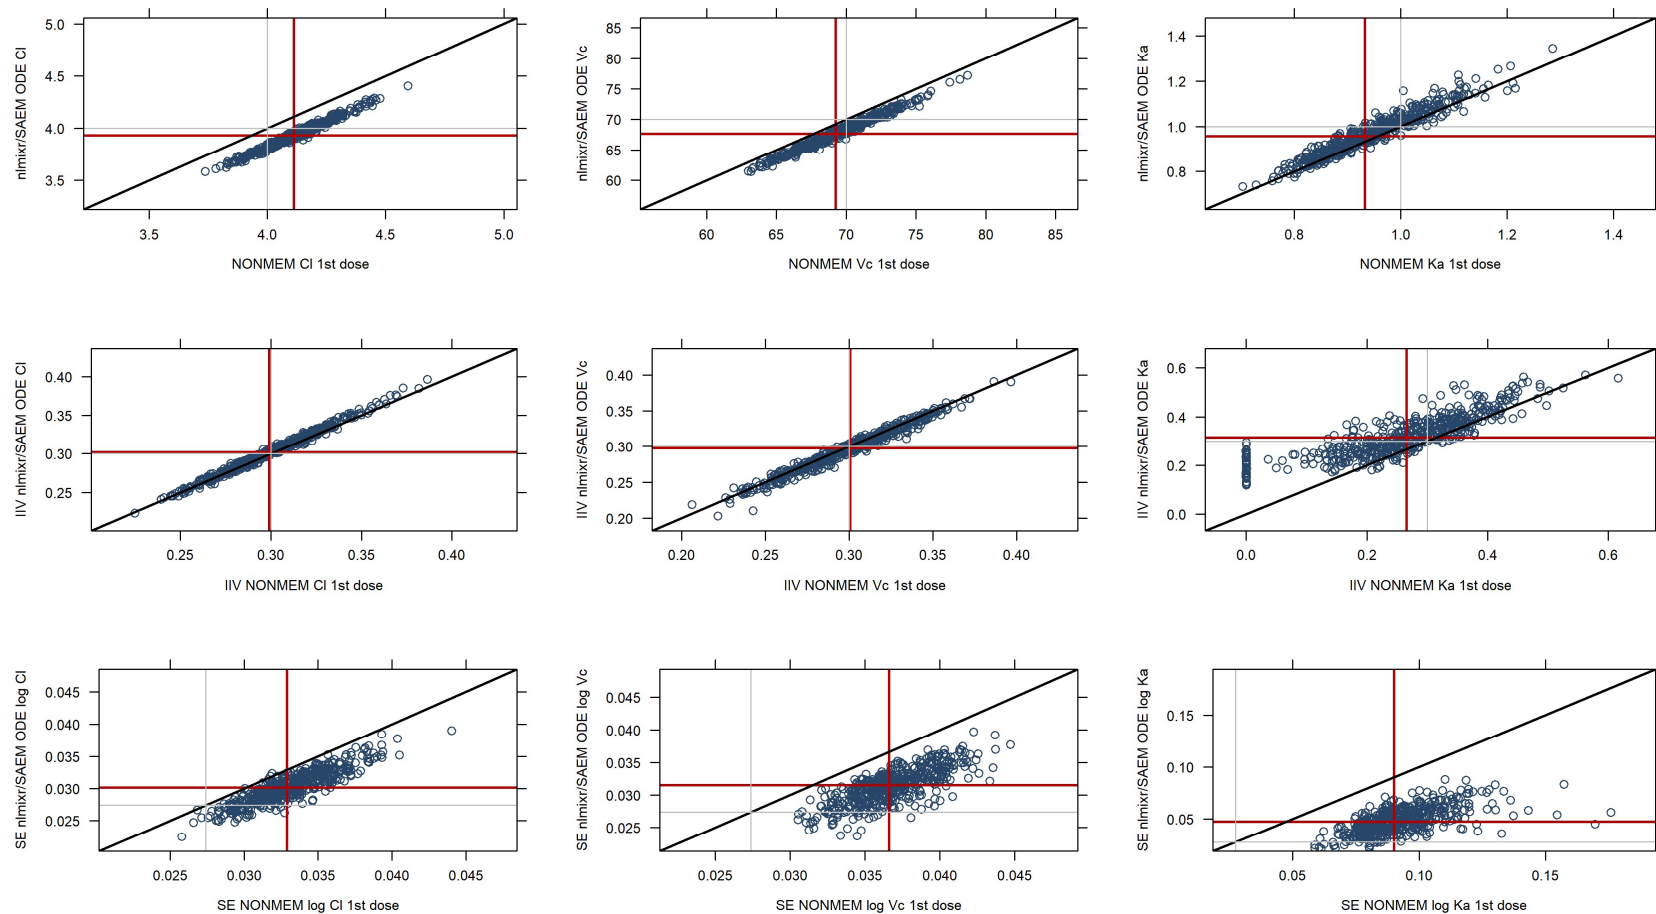 nlmixr/SAEM ODE Cl
5.0
4.5
4.0
3.5
3.5 4.0 4.5 5.0
NONMEM Cl 1st dose
nlmixr/SAEM ODE Vc
85
80
75
70
65
60
60 65 70 75 80 85
NONMEM Vc 1st dose
nlmixr/SAEM ODE Ka
1.4
1.2
1.0
0.8
0.8 1.0 1.2 1.4
NONMEM Ka 1st dose
IIV nlmixr/SAEM ODE Cl
0.40
0.35
0.30
0.25
0.25 0.30 0.35 0.40
IIV NONMEM Cl 1st dose
IIV nlmixr/SAEM ODE Vc
0.40
0.35
0.30
0.25
0.20
0.20 0.25 0.30 0.35 0.40
IIV NONMEM Vc 1st dose
IIV nlmixr/SAEM ODE Ka
0.6
0.4
0.2
0.0
0.0 0.2 0.4 0.6
IIV NONMEM Ka 1st dose
SE nlmixr/SAEM ODE log Cl
0.045
0.040
0.035
0.030
0.025
0.025 0.030 0.035 0.040 0.045
SE NONMEM log Cl 1st dose
SE nlmixr/SAEM ODE log Vc
0.045
0.040
0.035
0.030
0.025
0.025 0.030 0.035 0.040 0.045
SE NONMEM log Vc 1st dose
SE nlmixr/SAEM ODE log Ka
0.15
0.10
0.05
0.05 0.10 0.15
SE NONMEM log Ka 1st dose